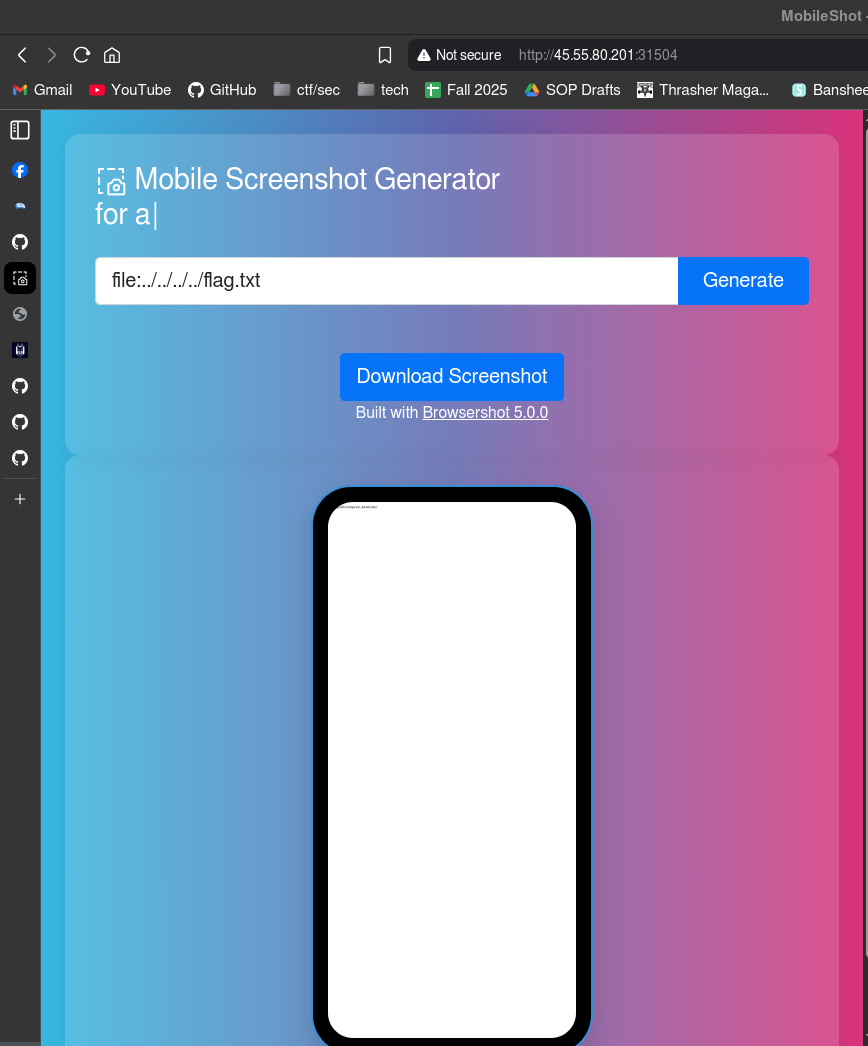 MobileShot -
Not secure http://45.55.80.201:31504
Gmail YouTube GitHub ctf/sec tech Fall 2025 SOP Drafts Thrasher Maga... Banshee
Mobile Screenshot Generator
for a|
file:../../../../flag.txt Generate
Download Screenshot
Built with Browsershot 5.0.0